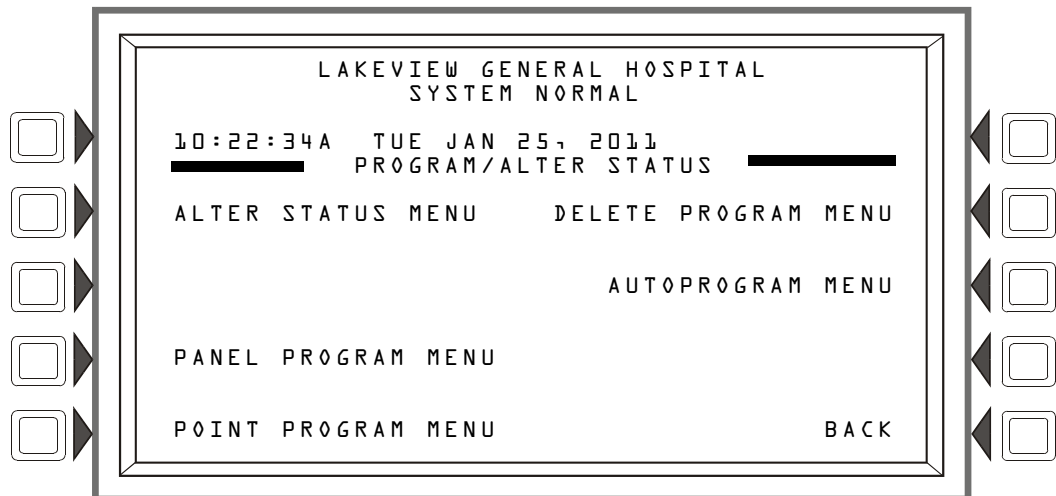 LAKEVIEW GENERAL HOSPITAL
SYSTEM NORMAL
10:22:34A TUE JAN 25, 2011
PROGRAM/ALTER STATUS
ALTER STATUS MENU DELETE PROGRAM MENU
AUTOPROGRAM MENU
PANEL PROGRAM MENU
POINT PROGRAM MENU BACK